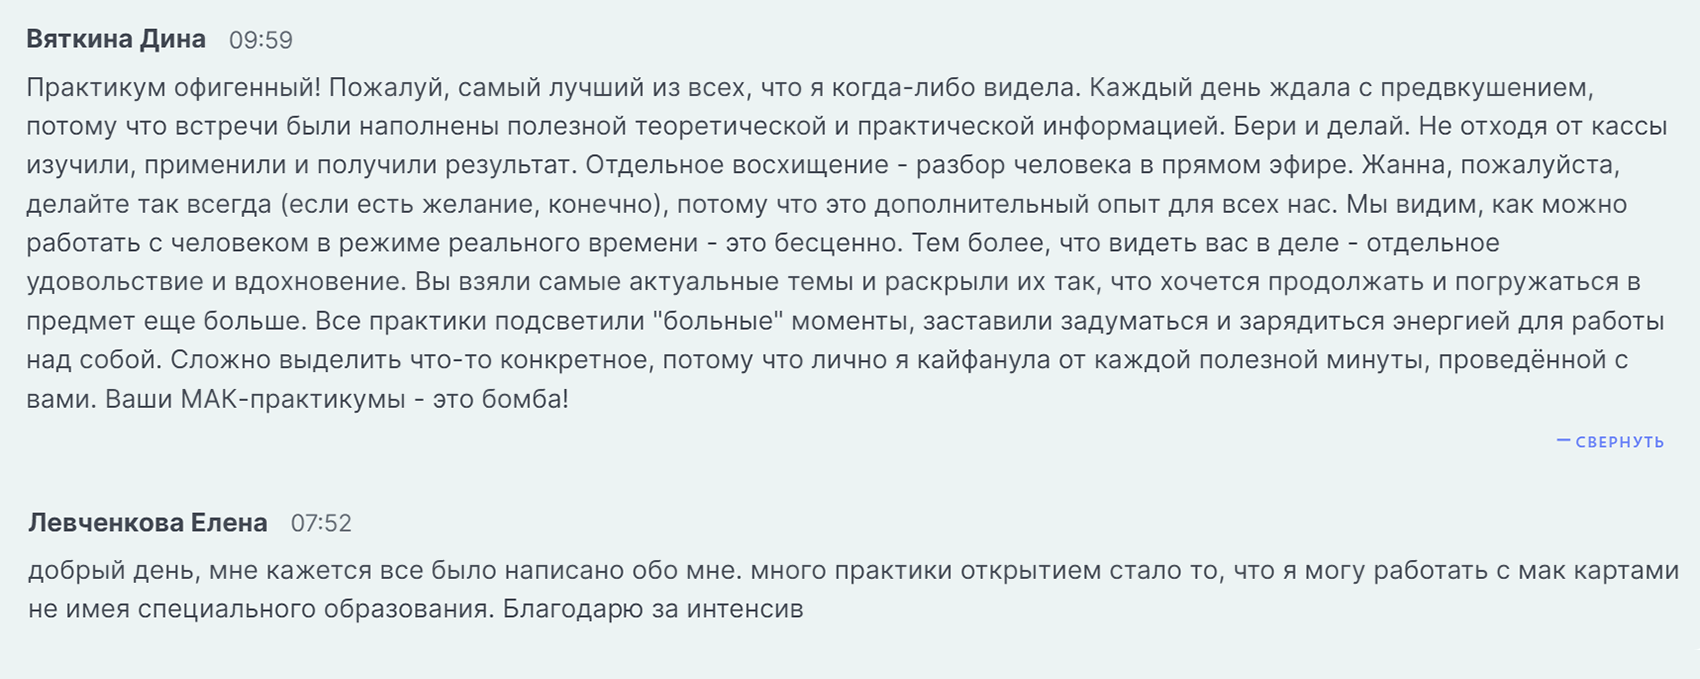 Вяткина Дина 09:59
Практикум офигенный! Пожалуй, самый лучший из всех, что я когда-либо видела. Каждый день ждала с предвкушением,
потому что встречи были наполнены полезной теоретической и практической информацией. Бери и делай. Не отходя от кассы
изучили, применили и получили результат. Отдельное восхищение - разбор человека в прямом эфире. Жанна, пожалуйста,
делайте так всегда (если есть желание, конечно), потому что это дополнительный опыт для всех нас. Мы видим, как можно
работать с человеком в режиме реального времени - это бесценно. Тем более, что видеть вас в деле - отдельное
удовольствие и вдохновение. Вы взяли самые актуальные темы и раскрыли их так, что хочется продолжать и погружаться в
предмет еще больше. Все практики подсветили "больные" моменты, заставили задуматься и зарядиться энергией для работы
над собой. Сложно выделить что-то конкретное, потому что лично я кайфанула от каждой полезной минуты, проведённой с
вами. Ваши МАК-практикумы - это бомба!
— СВЕРНУТЬ
Левченкова Елена 07:52
добрый день, мне кажется все было написано обо мне. много практики открытием стало то, что я могу работать с мак картами
не имея специального образования. Благодарю за интенсив